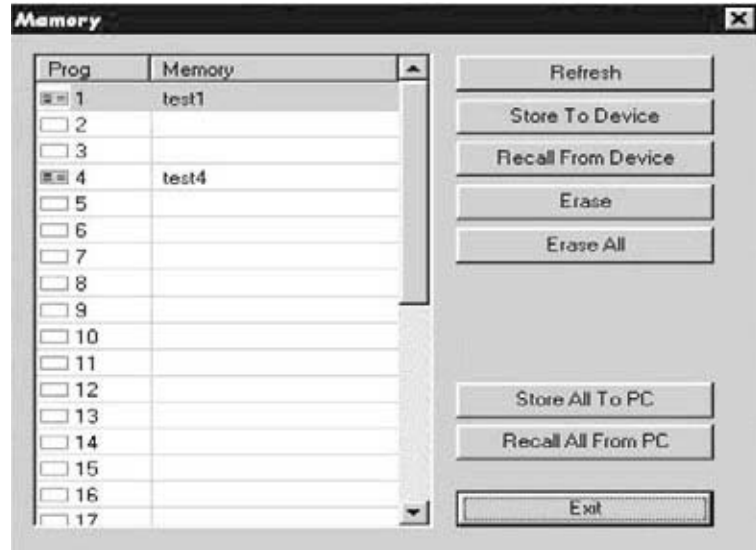 Memory
Prog Memory
1 test1
2
3
4 test4
5
6
7
8
9
10
11
12
13
14
15
16
17
Refresh
Store To Device
Recall From Device
Erase
Erase All
Store All To PC
Recall All From PC
Exit